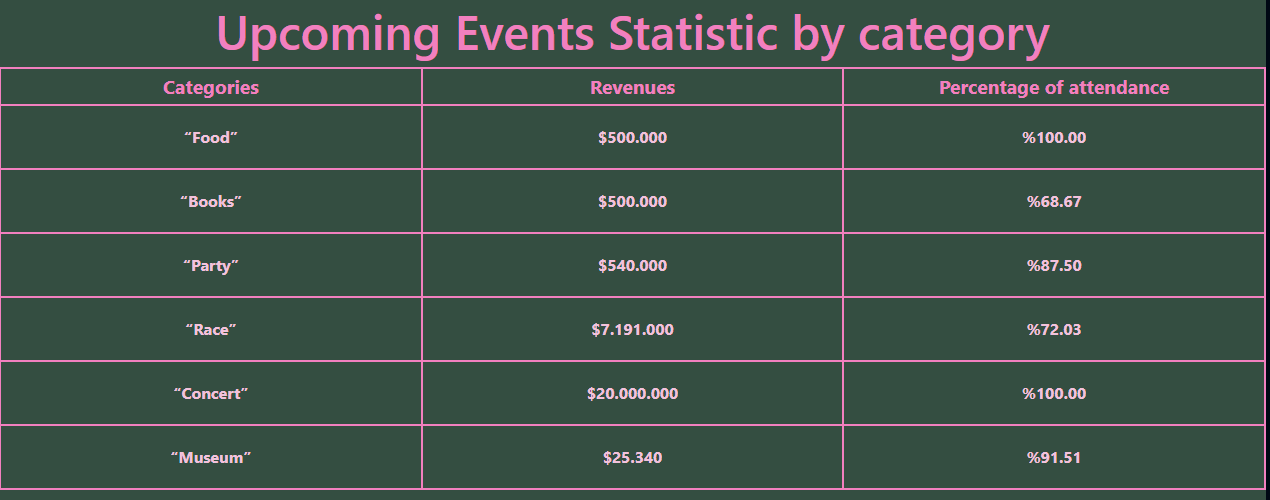 Upcoming Events Statistic by category
Categories Revenues Percentage of attendance
“Food” $500.000 %100.00
“Books” $500.000 %68.67
“Party” $540.000 %87.50
“Race” $7.191.000 %72.03
“Concert” $20.000.000 %100.00
“Museum” $25.340 %91.51